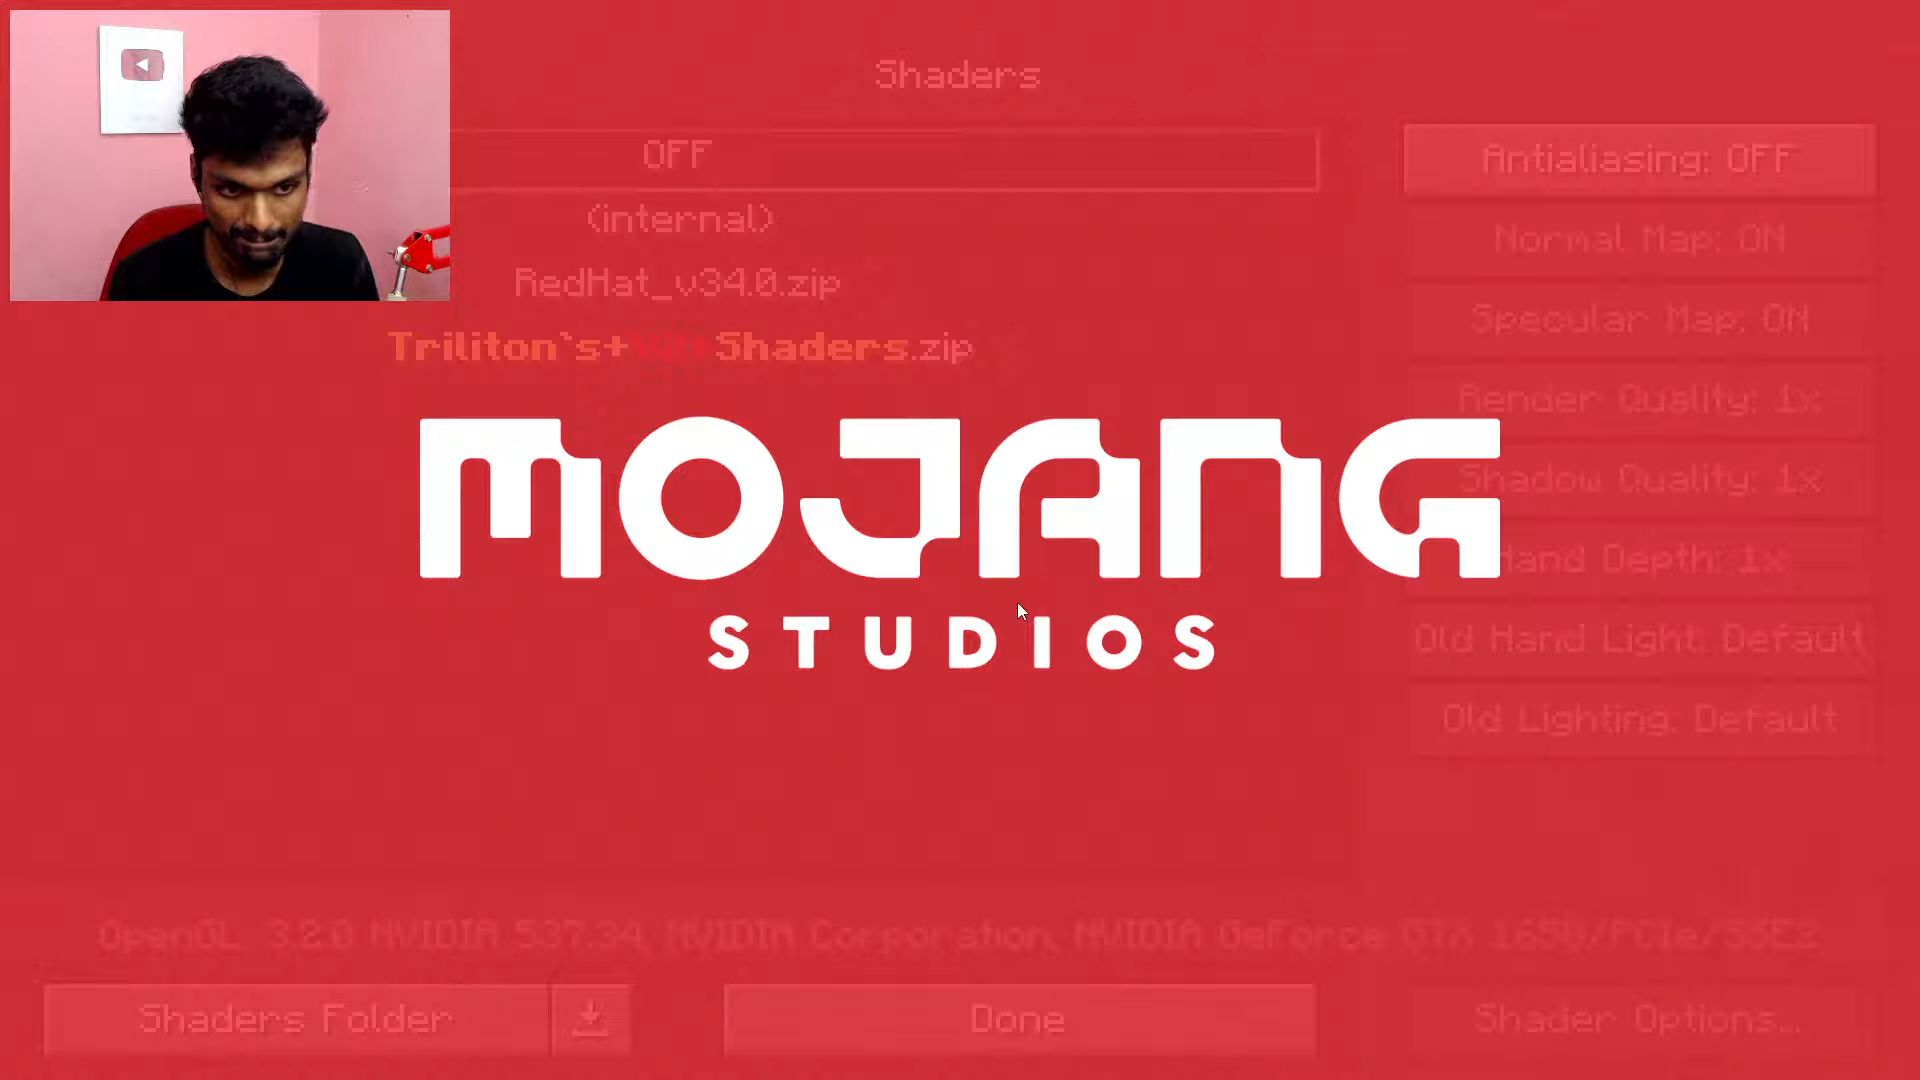 Shaders
OFF
(internal)
RedHat_v34.0.zip
Triliton`s+V2+Shaders.zip
Antialiasing: OFF
Normal Map: ON
Specular Map: ON
Render Quality: 1x
Shadow Quality: 1x
Hand Depth: 1x
Old Hand Light: Default
Old Lighting: Default
MOJANG
STUDIOS
OpenGL 3.2.0 NVIDIA 537.34, NVIDIA Corporation, NVIDIA GeForce GTX 1650/PCIe/SSE2
Shaders Folder
Done
Shader Options...